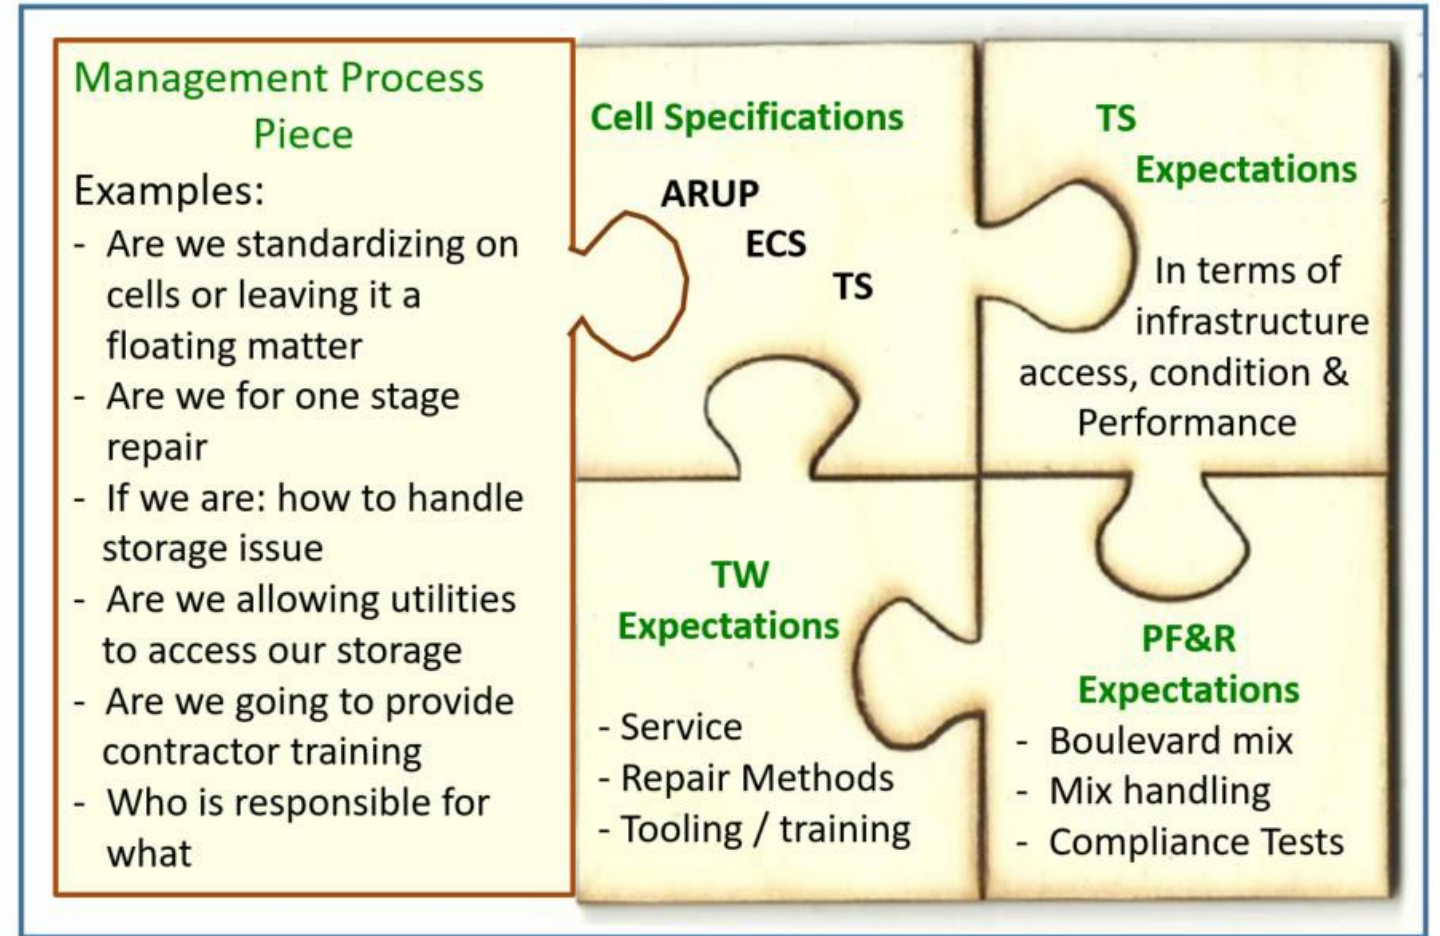 Management Process
Piece
Examples:
- Are we standardizing on
cells or leaving it a
floating matter
- Are we for one stage
repair
- If we are: how to handle
storage issue
- Are we allowing utilities
to access our storage
- Are we going to provide
contractor training
- Who is responsible for
what
Cell Specifications
ARUP
ECS
TS
TS
Expectations
In terms of
infrastructure
access, condition &
Performance
TW
Expectations
- Service
- Repair Methods
- Tooling / training
PF&R
Expectations
- Boulevard mix
- Mix handling
- Compliance Tests